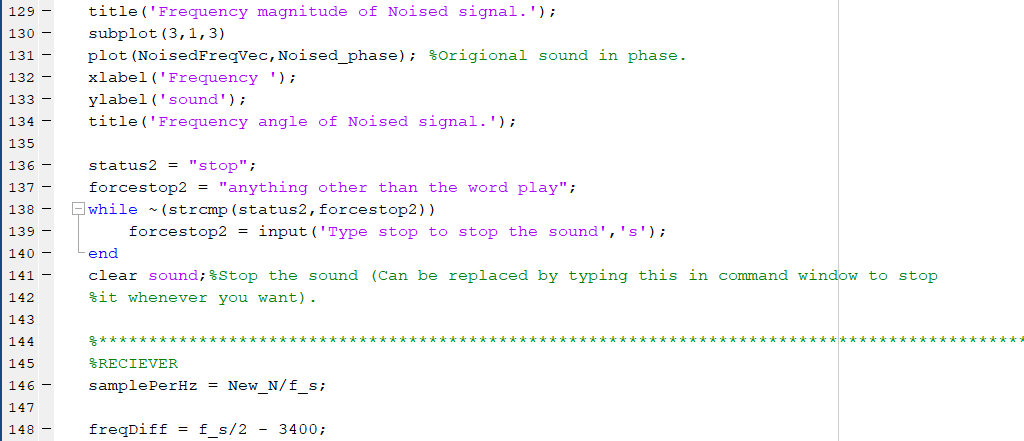 129 – title('Frequency magnitude of Noised signal.');
130 – subplot(3,1,3)
131 – plot(NoisedFreqVec,Noised_phase); %Origional sound in phase.
132 – xlabel('Frequency ');
133 – ylabel('sound');
134 – title('Frequency angle of Noised signal.');
135
136 – status2 = "stop";
137 – forcestop2 = "anything other than the word play";
138 – while ~(strcmp(status2,forcestop2))
139 – forcestop2 = input('Type stop to stop the sound','s');
140 – end
141 – clear sound;%Stop the sound (Can be replaced by typing this in command window to stop
142 %it whenever you want).
143
144 %*********************************************************************************************
145 %RECIEVER
146 – samplePerHz = New_N/f_s;
147
148 – freqDiff = f_s/2 - 3400;